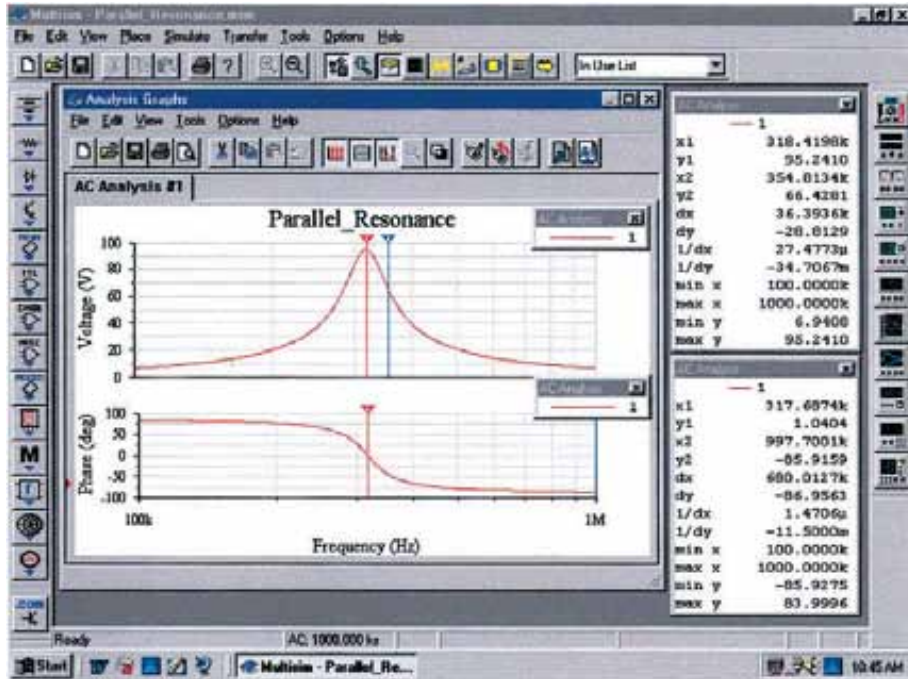 Multisim - Parallel_Resonance.msm
File Edit View Place Simulate Transfer Tools Options Help
In Use List
Analysis Graphs
File Edit View Tools Options Help
AC Analysis #1
Parallel_Resonance
AC Analysis
1
Voltage (V)
100
80
60
40
20
0
AC Analysis
1
Phase (deg)
100
50
0
-50
-100
100k
1M
Frequency (Hz)
AC Analysis
1
x1 318.4198k
y1 95.2410
x2 354.8134k
y2 66.4281
dx 36.3936k
dy -28.8129
1/dx 27.4773µ
1/dy -34.7067m
min x 100.0000k
max x 1000.0000k
min y 6.9408
max y 95.2410
AC Analysis
1
x1 317.6874k
y1 1.0404
x2 997.7001k
y2 -85.9159
dx 680.0127k
dy -86.9563
1/dx 1.4706µ
1/dy -11.5000m
min x 100.0000k
max x 1000.0000k
min y -85.9275
max y 83.9996
M
Ready
AC: 1000.000 kHz
Start
Multisim - Parallel_Re...
10:45 AM